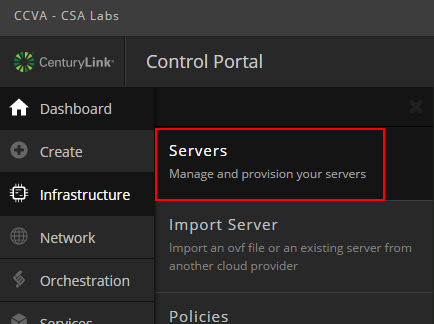 CCVA - CSA Labs
CenturyLink®
Control Portal
Dashboard
Create
Infrastructure
Network
Orchestration
Services
Servers
Manage and provision your servers
Import Server
Import an ovf file or an existing server from
another cloud provider
Policies